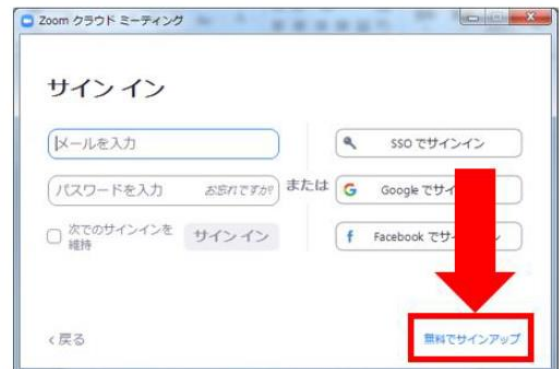 Zoom クラウド ミーティング
サイン イン
メールを入力
パスワードを入力 お忘れですか?
次でのサインインを
維持
サイン イン
または
SSO でサインイン
Google でサイ
Facebook でサ
<戻る
無料でサインアップ